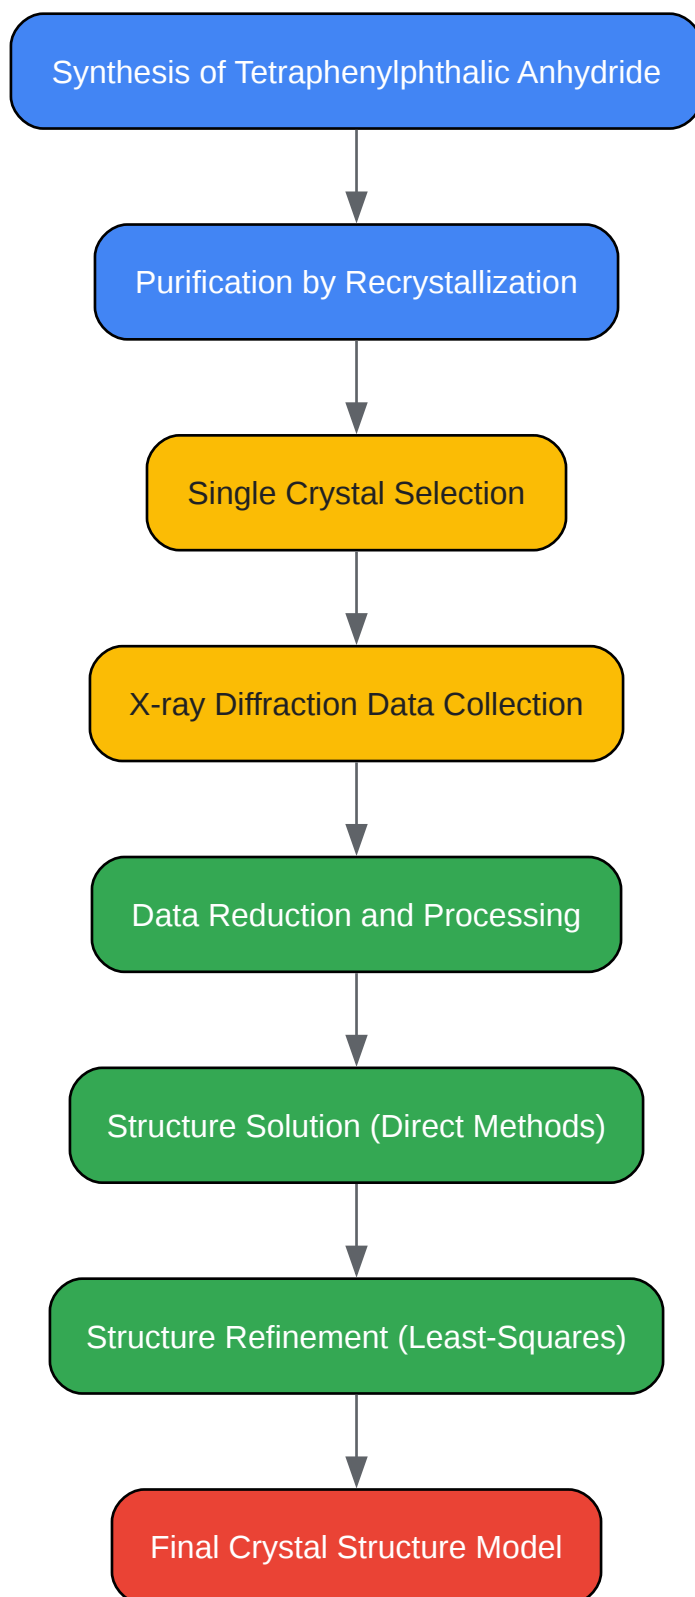 Synthesis of Tetraphenylphthalic Anhydride
Purification by Recrystallization
Single Crystal Selection
X-ray Diffraction Data Collection
Data Reduction and Processing
Structure Solution (Direct Methods)
Structure Refinement (Least-Squares)
Final Crystal Structure Model